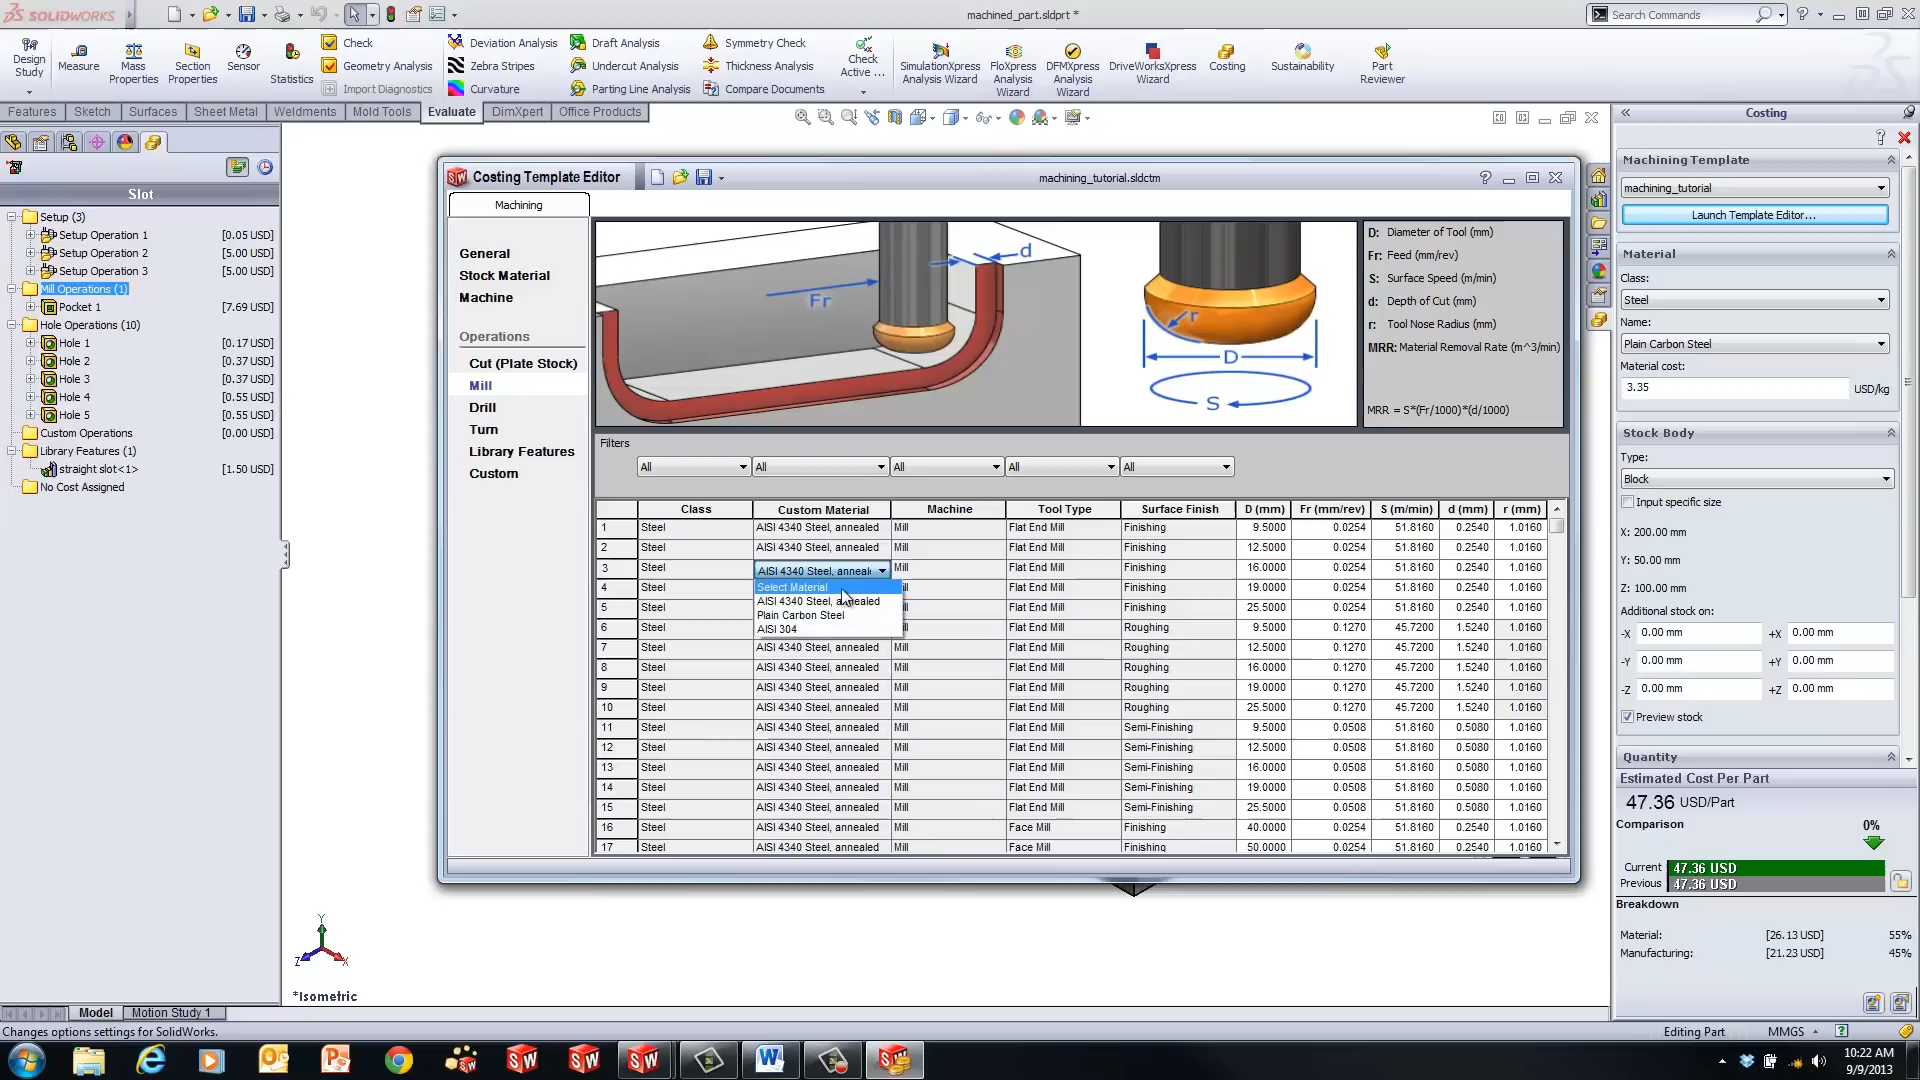 SOLIDWORKS
machined_part.sldprt *
Search Commands
Design Study
Measure
Mass Properties
Section Properties
Sensor
Statistics
Check
Geometry Analysis
Import Diagnostics
Deviation Analysis
Zebra Stripes
Curvature
Draft Analysis
Undercut Analysis
Parting Line Analysis
Symmetry Check
Thickness Analysis
Compare Documents
Check Active ...
SimulationXpress Analysis Wizard
FloXpress Analysis Wizard
DFMXpress Analysis Wizard
DriveWorksXpress Wizard
Costing
Sustainability
Part Reviewer
Features Sketch Surfaces Sheet Metal Weldments Mold Tools Evaluate DimXpert Office Products
Slot
Setup (3)
Setup Operation 1 [0.05 USD]
Setup Operation 2 [5.00 USD]
Setup Operation 3 [5.00 USD]
Mill Operations (1)
Pocket 1 [7.69 USD]
Hole Operations (10)
Hole 1 [0.17 USD]
Hole 2 [0.37 USD]
Hole 3 [0.37 USD]
Hole 4 [0.55 USD]
Hole 5 [0.55 USD]
Custom Operations [0.00 USD]
Library Features (1)
straight slot<1> [1.50 USD]
No Cost Assigned
Costing Template Editor
machining_tutorial.sldctm
Machining
General
Stock Material
Machine
Operations
Cut (Plate Stock)
Mill
Drill
Turn
Library Features
Custom
Fr
d
r
D
S
D: Diameter of Tool (mm)
Fr: Feed (mm/rev)
S: Surface Speed (m/min)
d: Depth of Cut (mm)
r: Tool Nose Radius (mm)
MRR: Material Removal Rate (m^3/min)
MRR = S*(Fr/1000)*(d/1000)
Filters
All All All All All
Class Custom Material Machine Tool Type Surface Finish D (mm) Fr (mm/rev) S (m/min) d (mm) r (mm)
1 Steel AISI 4340 Steel, annealed Mill Flat End Mill Finishing 9.5000 0.0254 51.8160 0.2540 1.0160
2 Steel AISI 4340 Steel, annealed Mill Flat End Mill Finishing 12.5000 0.0254 51.8160 0.2540 1.0160
3 Steel AISI 4340 Steel, anneal Mill Flat End Mill Finishing 16.0000 0.0254 51.8160 0.2540 1.0160
4 Steel Select Material Flat End Mill Finishing 19.0000 0.0254 51.8160 0.2540 1.0160
AISI 4340 Steel, annealed
5 Steel Flat End Mill Finishing 25.5000 0.0254 51.8160 0.2540 1.0160
Plain Carbon Steel
6 Steel AISI 304 Flat End Mill Roughing 9.5000 0.1270 45.7200 1.5240 1.0160
7 Steel AISI 4340 Steel, annealed Mill Flat End Mill Roughing 12.5000 0.1270 45.7200 1.5240 1.0160
8 Steel AISI 4340 Steel, annealed Mill Flat End Mill Roughing 16.0000 0.1270 45.7200 1.5240 1.0160
9 Steel AISI 4340 Steel, annealed Mill Flat End Mill Roughing 19.0000 0.1270 45.7200 1.5240 1.0160
10 Steel AISI 4340 Steel, annealed Mill Flat End Mill Roughing 25.5000 0.1270 45.7200 1.5240 1.0160
11 Steel AISI 4340 Steel, annealed Mill Flat End Mill Semi-Finishing 9.5000 0.0508 51.8160 0.5080 1.0160
12 Steel AISI 4340 Steel, annealed Mill Flat End Mill Semi-Finishing 12.5000 0.0508 51.8160 0.5080 1.0160
13 Steel AISI 4340 Steel, annealed Mill Flat End Mill Semi-Finishing 16.0000 0.0508 51.8160 0.5080 1.0160
14 Steel AISI 4340 Steel, annealed Mill Flat End Mill Semi-Finishing 19.0000 0.0508 51.8160 0.5080 1.0160
15 Steel AISI 4340 Steel, annealed Mill Flat End Mill Semi-Finishing 25.5000 0.0508 51.8160 0.5080 1.0160
16 Steel AISI 4340 Steel, annealed Mill Face Mill Finishing 40.0000 0.0254 51.8160 0.2540 1.0160
17 Steel AISI 4340 Steel, annealed Mill Face Mill Finishing 50.0000 0.0254 51.8160 0.2540 1.0160
Costing
Machining Template
machining_tutorial
Launch Template Editor...
Material
Class:
Steel
Name:
Plain Carbon Steel
Material cost:
3.35 USD/kg
Stock Body
Type:
Block
Input specific size
X: 200.00 mm
Y: 50.00 mm
Z: 100.00 mm
Additional stock on:
-X 0.00 mm +X 0.00 mm
-Y 0.00 mm +Y 0.00 mm
-Z 0.00 mm +Z 0.00 mm
Preview stock
Quantity
Estimated Cost Per Part
47.36 USD/Part
Comparison 0%
Current 47.36 USD
Previous 47.36 USD
Breakdown
Material: [26.13 USD] 55%
Manufacturing: [21.23 USD] 45%
Y
Z
X
*Isometric
Model Motion Study 1
Changes options settings for SolidWorks.
Editing Part MMGS
10:22 AM
9/9/2013